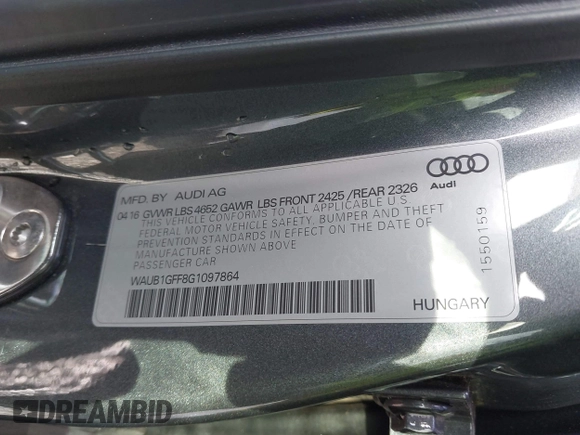 MFD. BY AUDI AG
Audi
04 16 GVWR LBS 4652 GAWR LBS FRONT 2425 /REAR 2326
THIS VEHICLE CONFORMS TO ALL APPLICABLE U S
FEDERAL MOTOR VEHICLE SAFETY, BUMPER AND THEFT
PREVENTION STANDARDS IN EFFECT ON THE DATE OF
MANUFACTURE SHOWN ABOVE
PASSENGER CAR
WAUB1GFF8G1097864
1550159
HUNGARY
DREAMBID